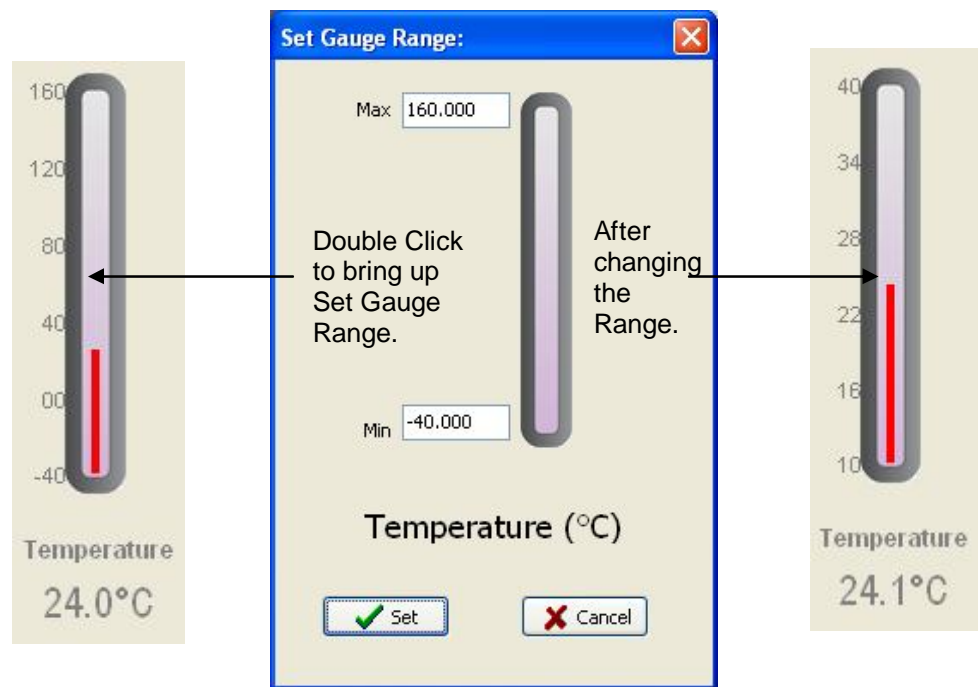 160
120
80
40
00
-40
Temperature
24.0°C
Set Gauge Range:
Max 160.000
Double Click
to bring up
Set Gauge
Range.
After
changing
the
Range.
Min -40.000
Temperature (°C)
Set
Cancel
40
34
28
22
16
10
Temperature
24.1°C